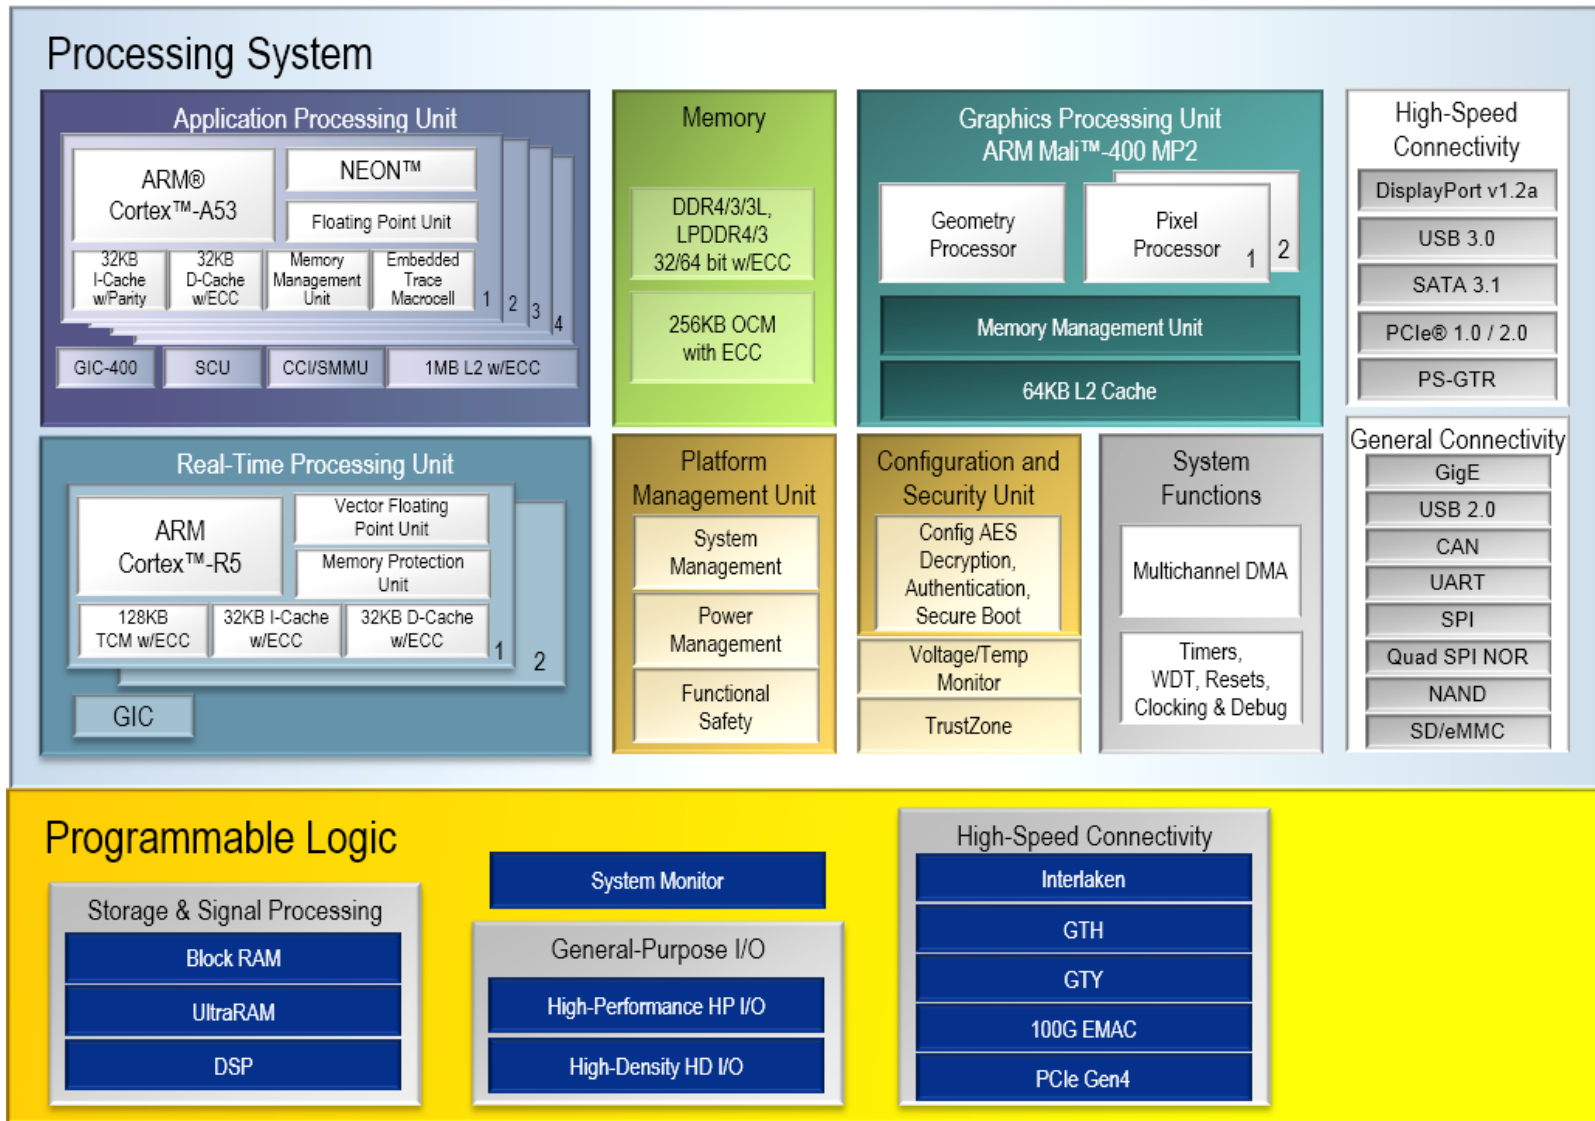 Processing System
Application Processing Unit
ARM®
Cortex™-A53
NEON™
Floating Point Unit
32KB
I-Cache
w/Parity
32KB
D-Cache
w/ECC
Memory
Management
Unit
Embedded
Trace
Macrocell
1
2
3
4
GIC-400
SCU
CCI/SMMU
1MB L2 w/ECC
Memory
DDR4/3/3L,
LPDDR4/3
32/64 bit w/ECC
256KB OCM
with ECC
Graphics Processing Unit
ARM Mali™-400 MP2
Geometry
Processor
Pixel
Processor
1
2
Memory Management Unit
64KB L2 Cache
High-Speed
Connectivity
DisplayPort v1.2a
USB 3.0
SATA 3.1
PCIe® 1.0 / 2.0
PS-GTR
Real-Time Processing Unit
ARM
Cortex™-R5
Vector Floating
Point Unit
Memory Protection
Unit
128KB
TCM w/ECC
32KB I-Cache
w/ECC
32KB D-Cache
w/ECC
1
2
GIC
Platform
Management Unit
System
Management
Power
Management
Functional
Safety
Configuration and
Security Unit
Config AES
Decryption,
Authentication,
Secure Boot
Voltage/Temp
Monitor
TrustZone
System
Functions
Multichannel DMA
Timers,
WDT, Resets,
Clocking & Debug
General Connectivity
GigE
USB 2.0
CAN
UART
SPI
Quad SPI NOR
NAND
SD/eMMC
Programmable Logic
Storage & Signal Processing
Block RAM
UltraRAM
DSP
System Monitor
General-Purpose I/O
High-Performance HP I/O
High-Density HD I/O
High-Speed Connectivity
Interlaken
GTH
GTY
100G EMAC
PCIe Gen4